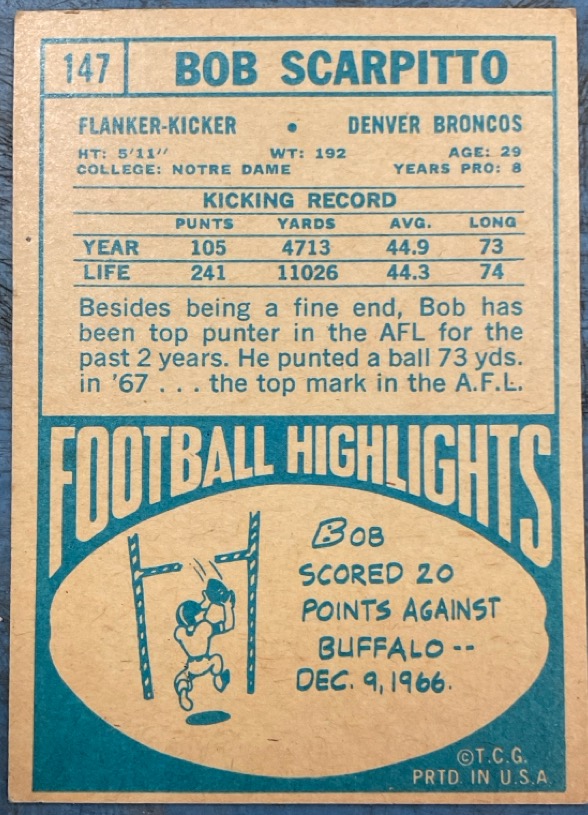 147 BOB SCARPITTO
FLANKER-KICKER • DENVER BRONCOS
HT: 5'11" WT: 192 AGE: 29
COLLEGE: NOTRE DAME YEARS PRO: 8
KICKING RECORD
PUNTS YARDS AVG. LONG
YEAR 105 4713 44.9 73
LIFE 241 11026 44.3 74
Besides being a fine end, Bob has
been top punter in the AFL for the
past 2 years. He punted a ball 73 yds.
in '67 . . . the top mark in the A.F.L.
FOOTBALL HIGHLIGHTS
BOB
SCORED 20
POINTS AGAINST
BUFFALO--
DEC. 9, 1966.
©T.C.G.
PRTD. IN U.S.A.